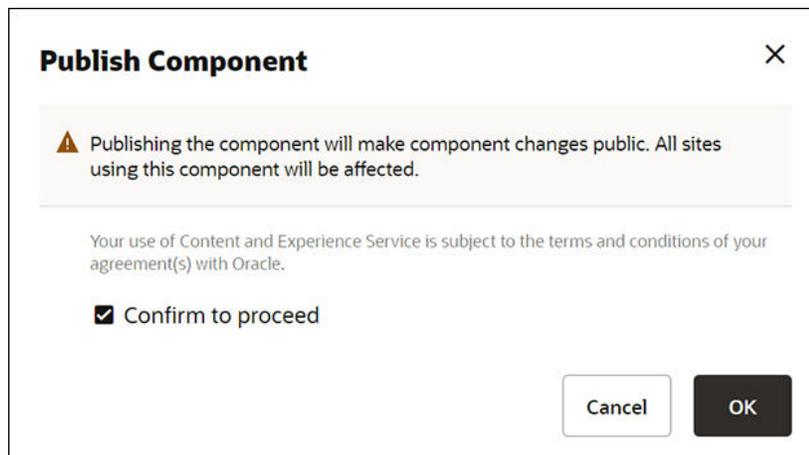 Publish Component
Publishing the component will make component changes public. All sites
using this component will be affected.
Your use of Content and Experience Service is subject to the terms and conditions of your
agreement(s) with Oracle.
Confirm to proceed
Cancel
OK